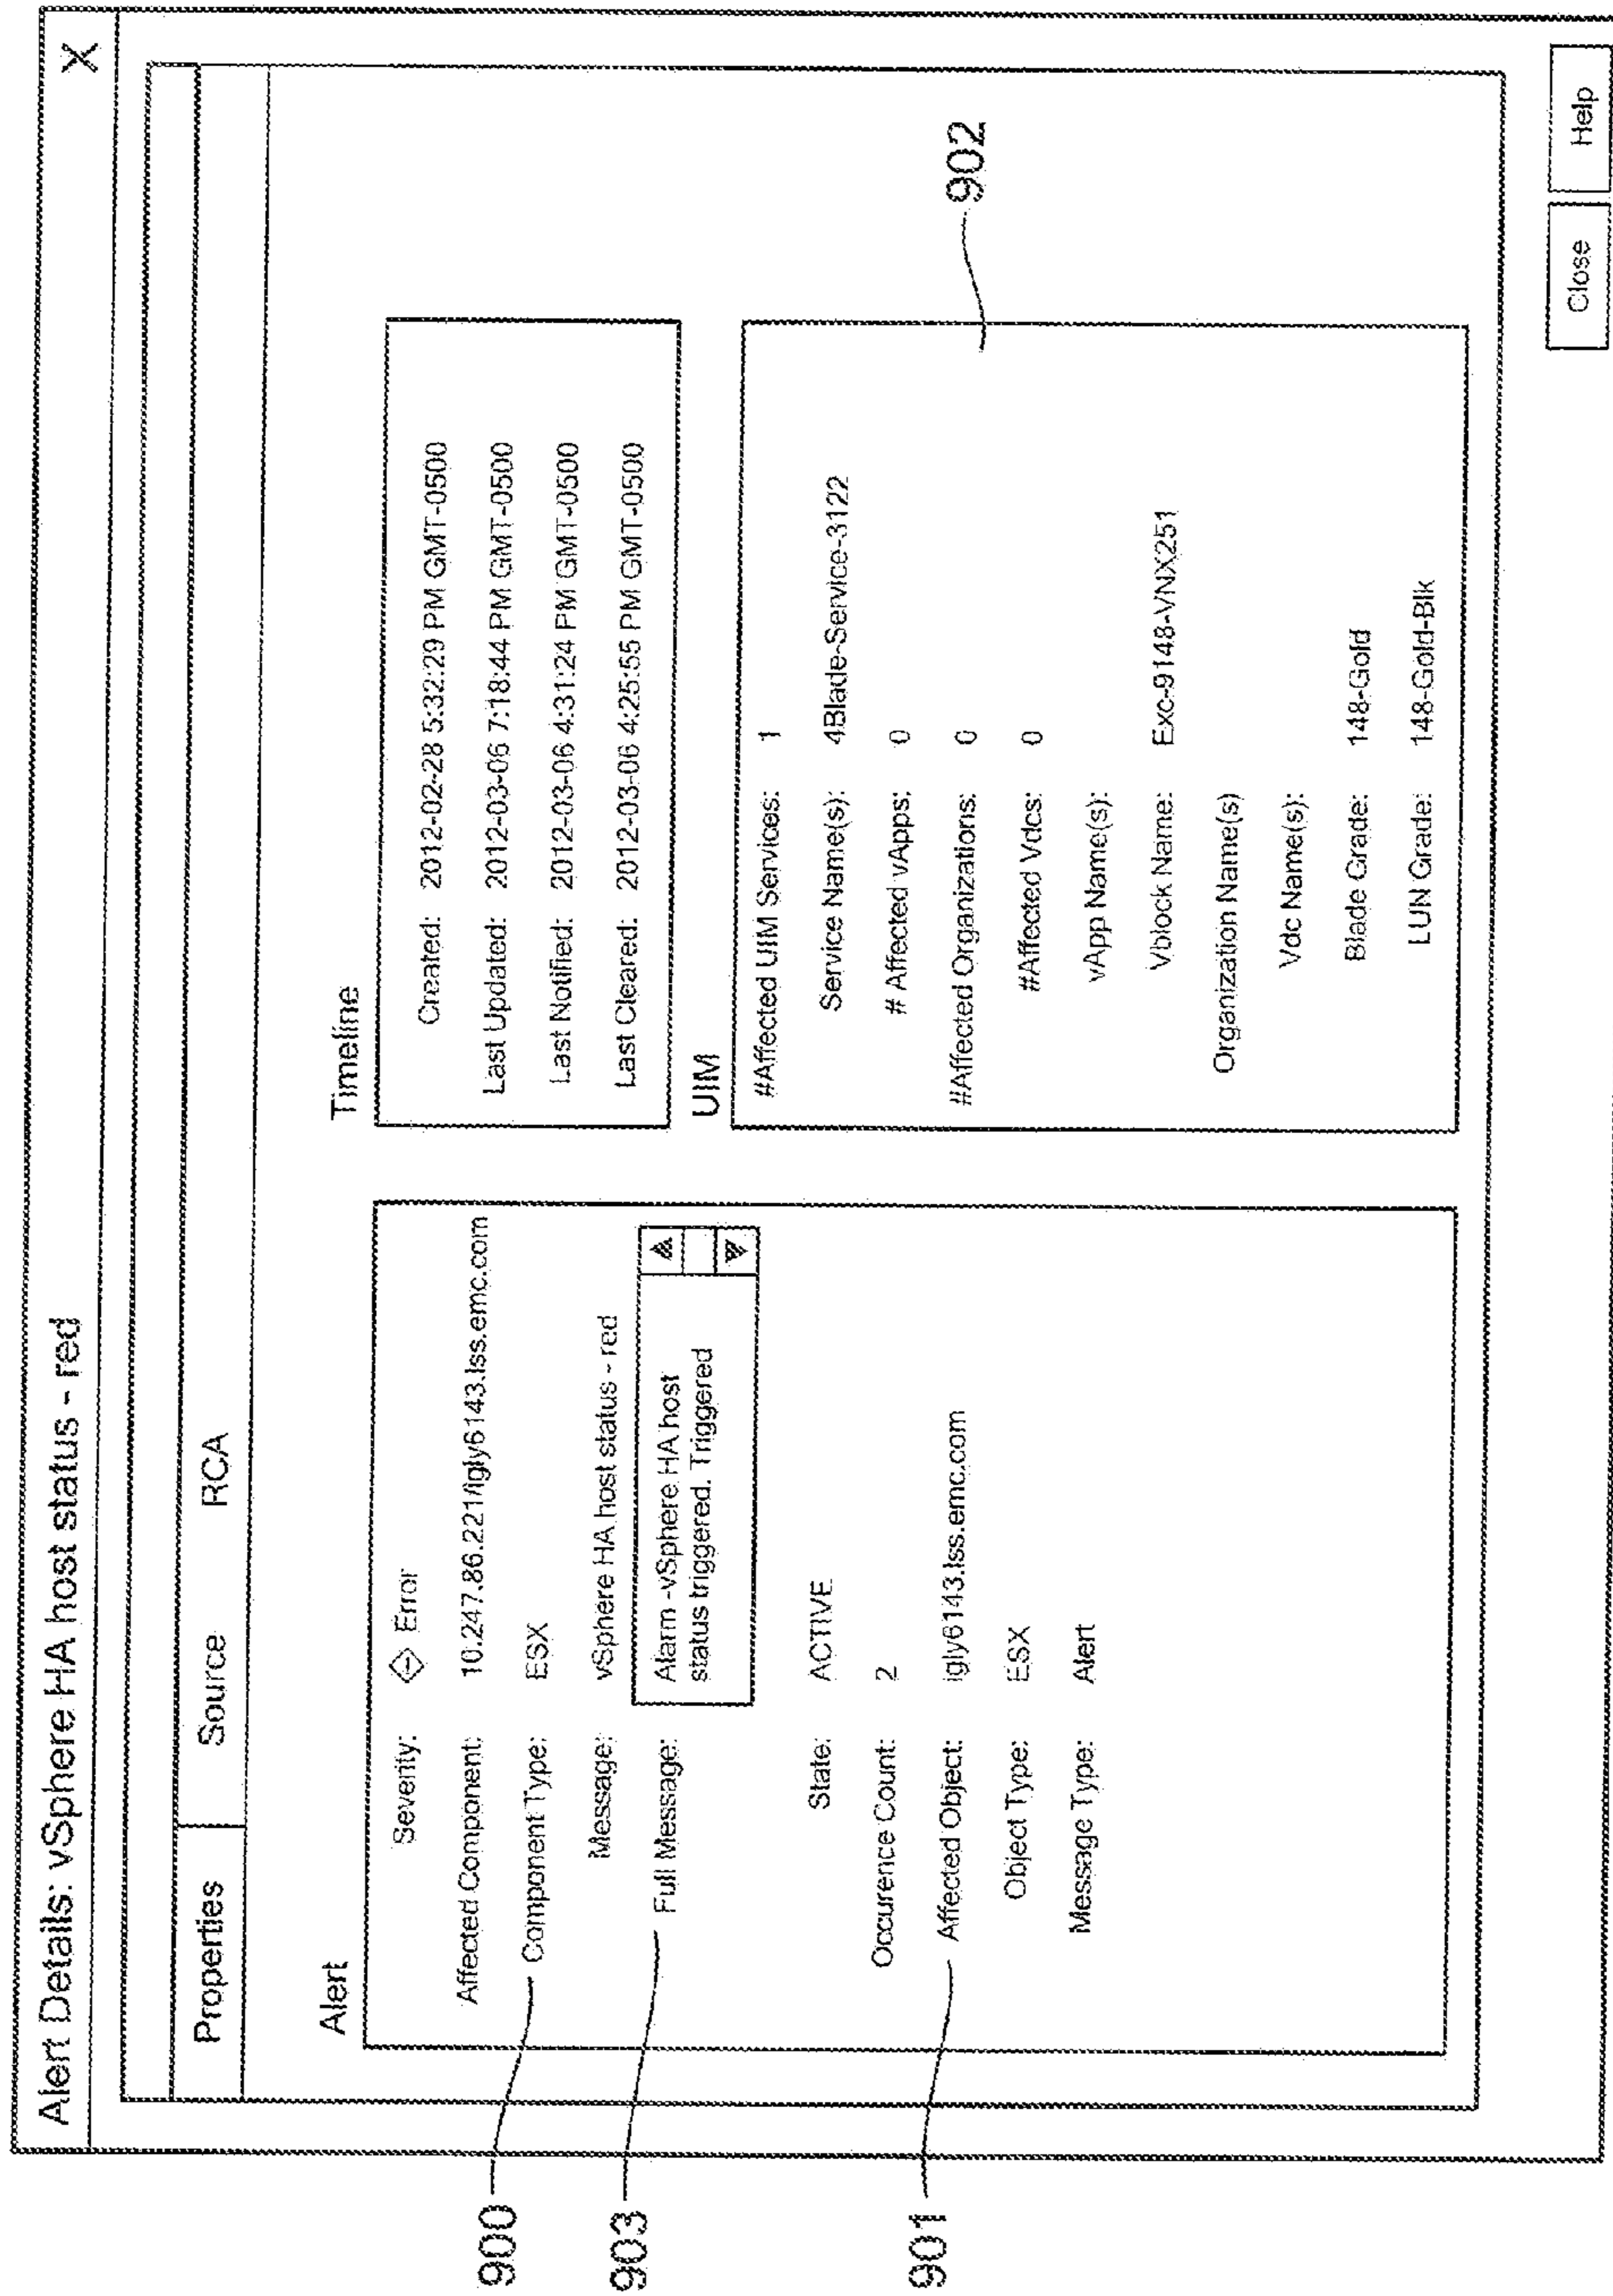 Alert Details: vSphere HA host status - red X
Properties Source RCA
Alert
Severity: Error
Affected Component: 10.247.86.221/lgly6143.lss.emc.com
900 Component Type: ESX
Message: vSphere HA host status - red
903 Full Message: Alarm -vSphere HA host
status triggered. Triggered
State: ACTIVE
Occurence Count: 2
901 Affected Object: lgly6143.lss.emc.com
Object Type: ESX
Message Type: Alert
Timeline
Created: 2012-02-28 5:32:29 PM GMT-0500
Last Updated: 2012-03-06 7:18:44 PM GMT-0500
Last Notified: 2012-03-06 4:31:24 PM GMT-0500
Last Cleared: 2012-03-06 4:25:55 PM GMT-0500
UIM
#Affected UIM Services: 1
Service Name(s): 4Blade-Service-3122
# Affected vApps: 0
#Affected Organizations: 0
#Affected Vdcs: 0
vApp Name(s):
Vblock Name: Exc-9148-VNX251
Organization Name(s)
Vdc Name(s):
Blade Grade: 148-Gold
LUN Grade: 148-Gold-Blk
902
Close Help